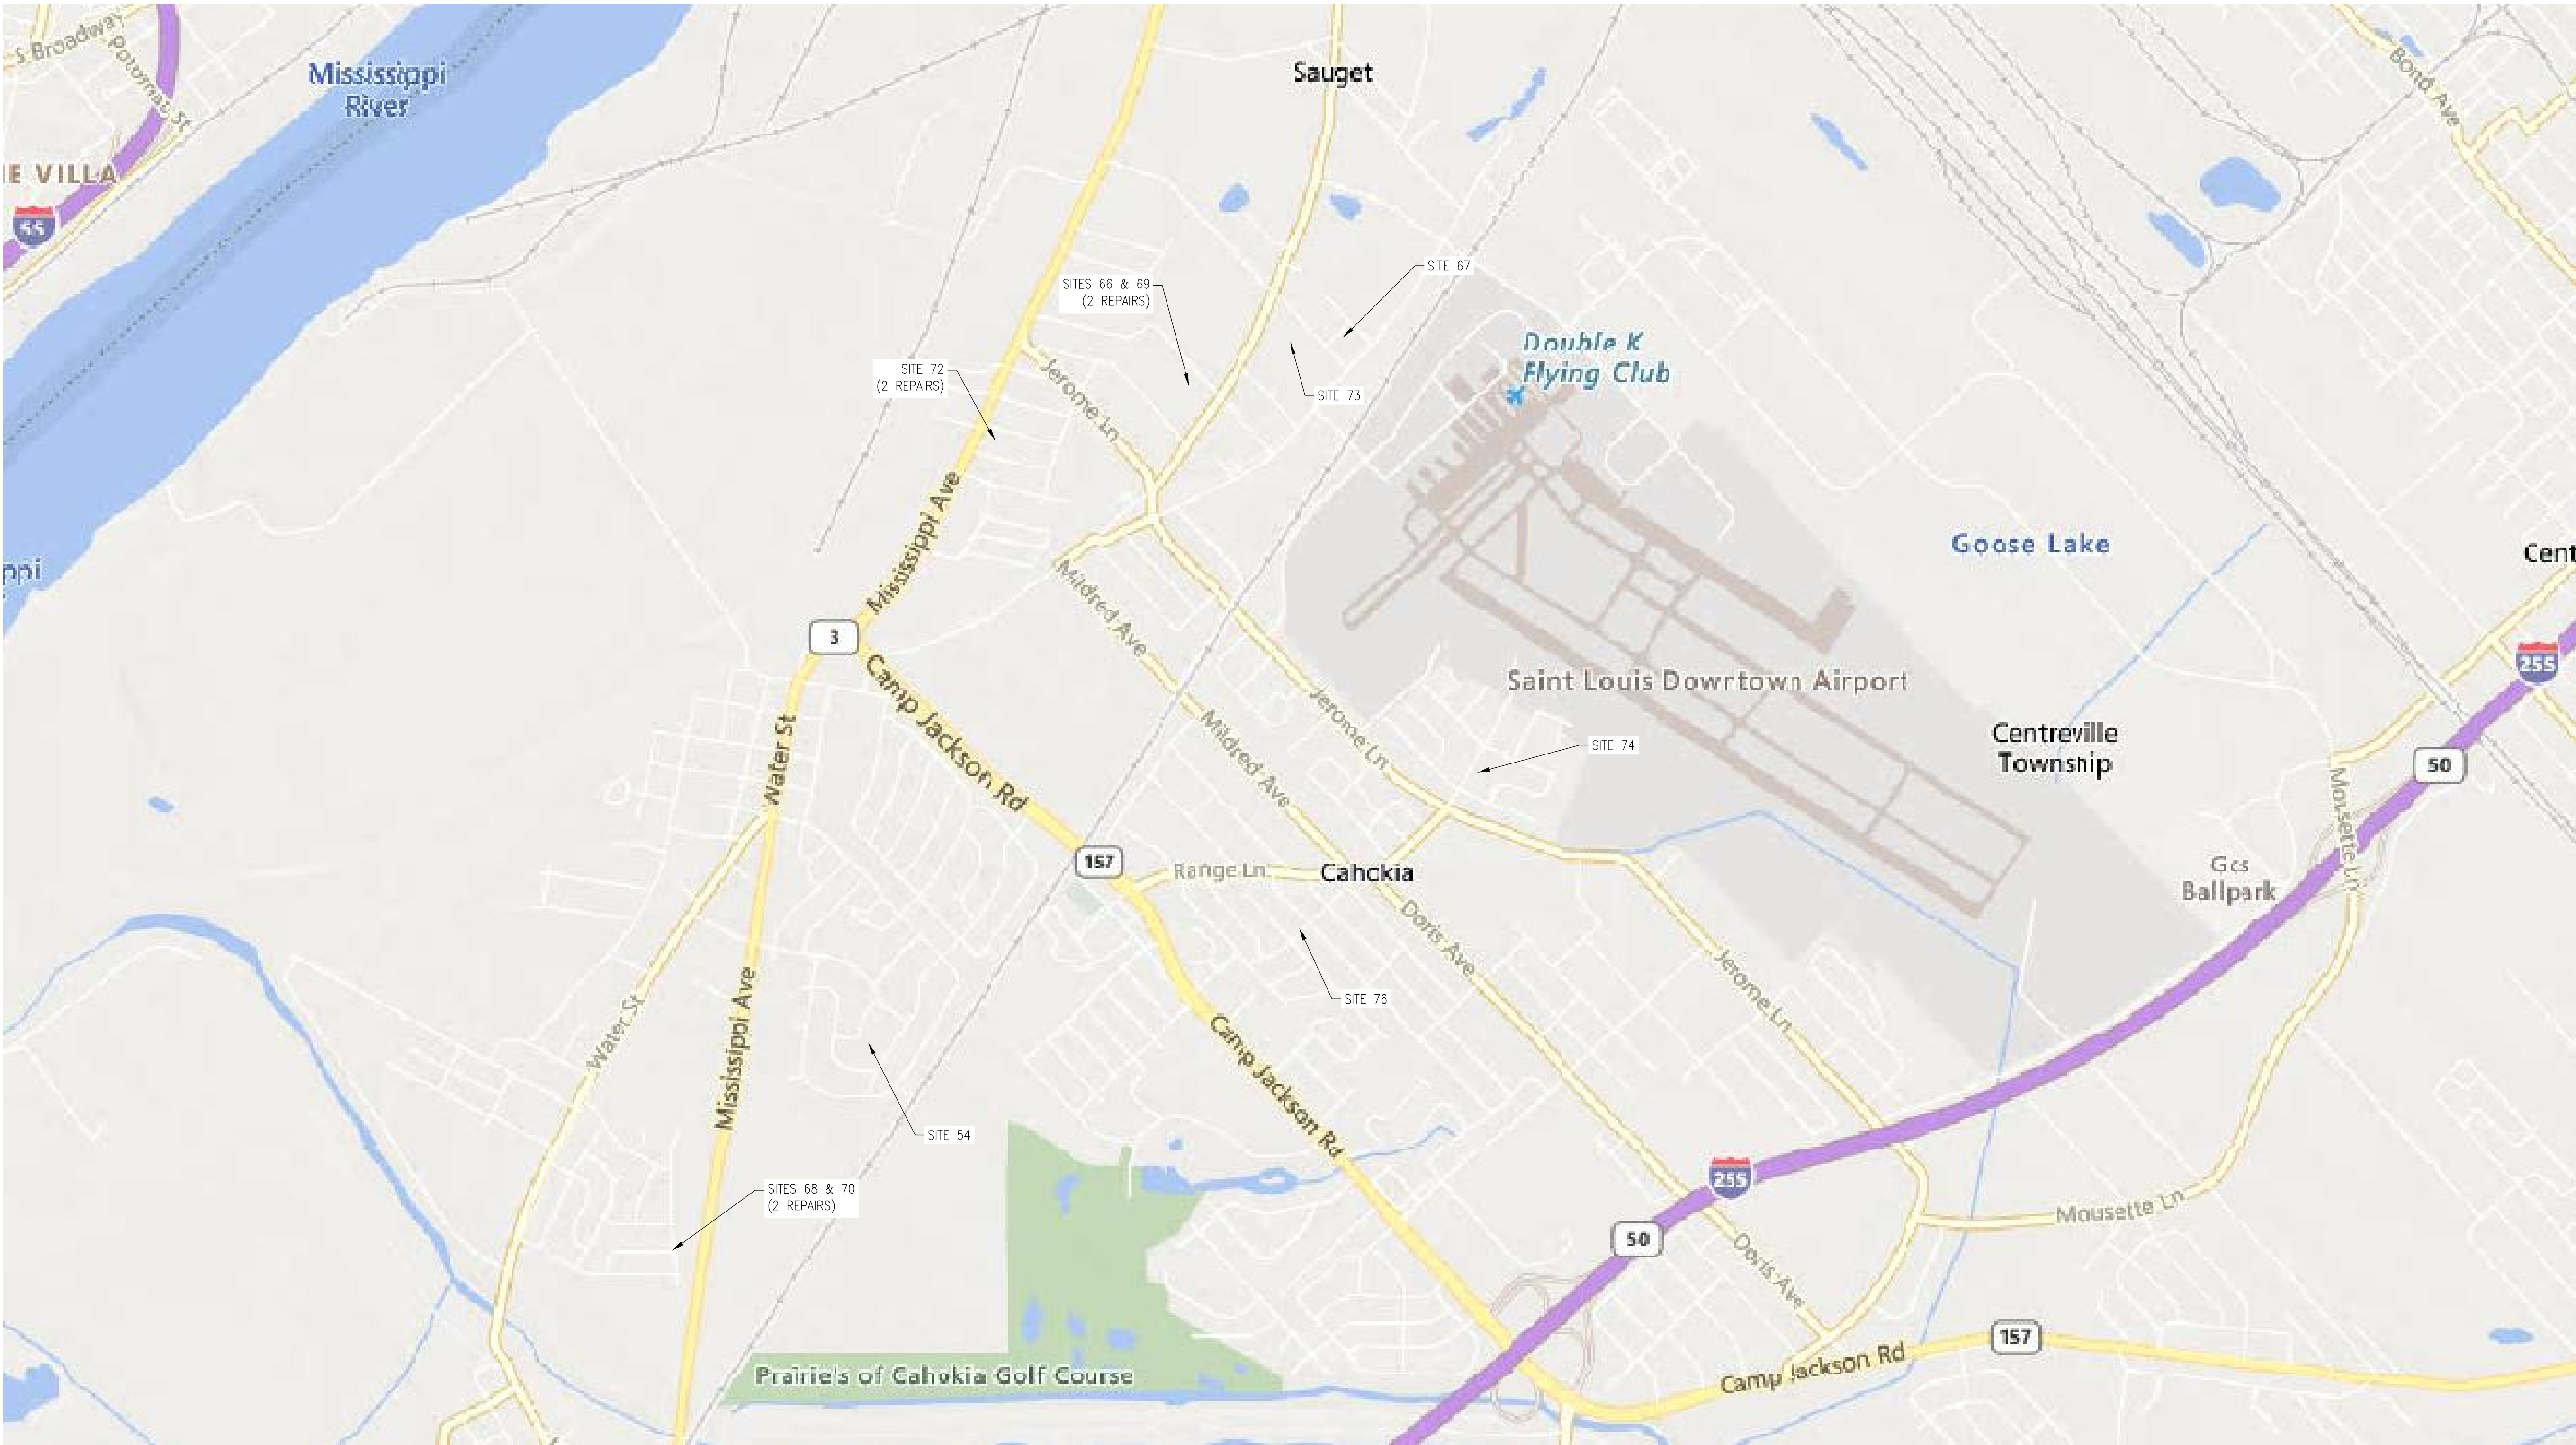 S Broadway
Potomac St
Mississippi
River
Sauget
Bond Ave
IE VILLA
55
SITES 66 & 69
(2 REPAIRS)
SITE 67
SITE 72
(2 REPAIRS)
SITE 73
Double K
Flying Club
Jerome Ln
Mississippi Ave
Goose Lake
Cent
ppi
Mildred Ave
3
255
Camp Jackson Rd
Saint Louis Downtown Airport
Jerome Ln
Mildred Ave
Water St
SITE 74
Centreville
Township
50
Mousette Ln
157
Range Ln
Cahokia
Gcs
Ballpark
Doris Ave
Jerome Ln
SITE 76
Water St
Mississippi Ave
Camp Jackson Rd
SITE 54
255
SITES 68 & 70
(2 REPAIRS)
Mousette Ln
50
Doris Ave
157
Camp Jackson Rd
Prairie's of Cahokia Golf Course